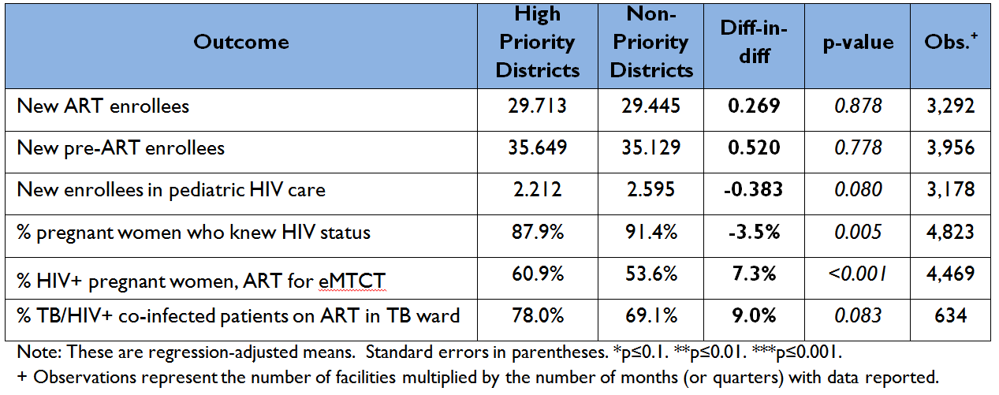 Outcome High Priority Districts Non-Priority Districts Diff-in-diff p-value Obs.+
New ART enrollees 29.713 29.445 0.269 0.878 3,292
New pre-ART enrollees 35.649 35.129 0.520 0.778 3,956
New enrollees in pediatric HIV care 2.212 2.595 -0.383 0.080 3,178
% pregnant women who knew HIV status 87.9% 91.4% -3.5% 0.005 4,823
% HIV+ pregnant women, ART for eMTCT 60.9% 53.6% 7.3% <0.001 4,469
% TB/HIV+ co-infected patients on ART in TB ward 78.0% 69.1% 9.0% 0.083 634
Note: These are regression-adjusted means. Standard errors in parentheses. *p≤0.1. **p≤0.01. ***p≤0.001.
+ Observations represent the number of facilities multiplied by the number of months (or quarters) with data reported.